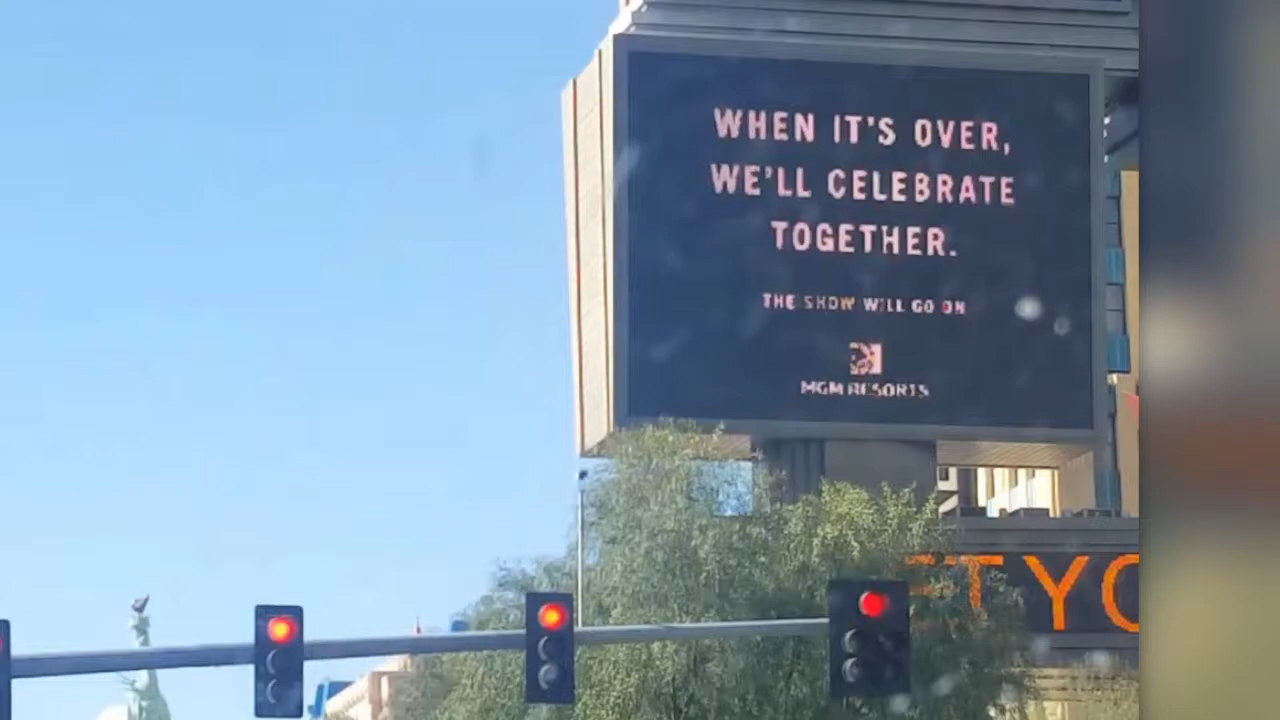 WHEN IT'S OVER,
WE'LL CELEBRATE
TOGETHER.
THE SHOW WILL GO ON
MGM RESORTS